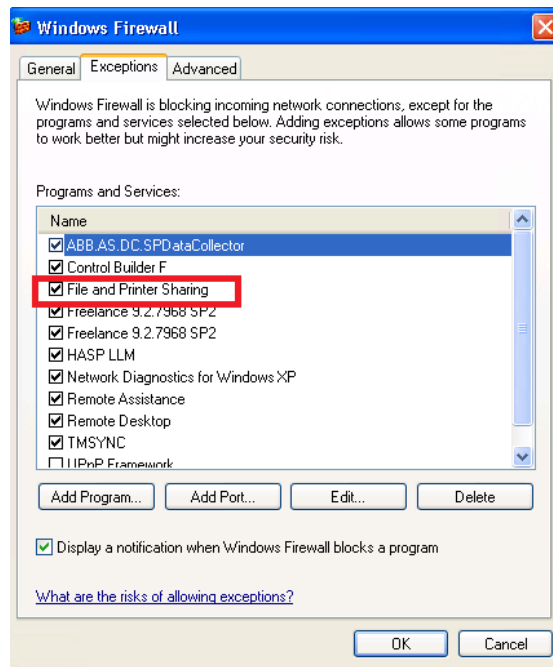 Windows Firewall
General Exceptions Advanced
Windows Firewall is blocking incoming network connections, except for the
programs and services selected below. Adding exceptions allows some programs
to work better but might increase your security risk.
Programs and Services:
Name
ABB.AS.DC.SPDataCollector
Control Builder F
File and Printer Sharing
Freelance 9.2.7968 SP2
Freelance 9.2.7968 SP2
HASP LLM
Network Diagnostics for Windows XP
Remote Assistance
Remote Desktop
TMSYNC
UPnP Framework
Add Program... Add Port... Edit... Delete
Display a notification when Windows Firewall blocks a program
What are the risks of allowing exceptions?
OK Cancel